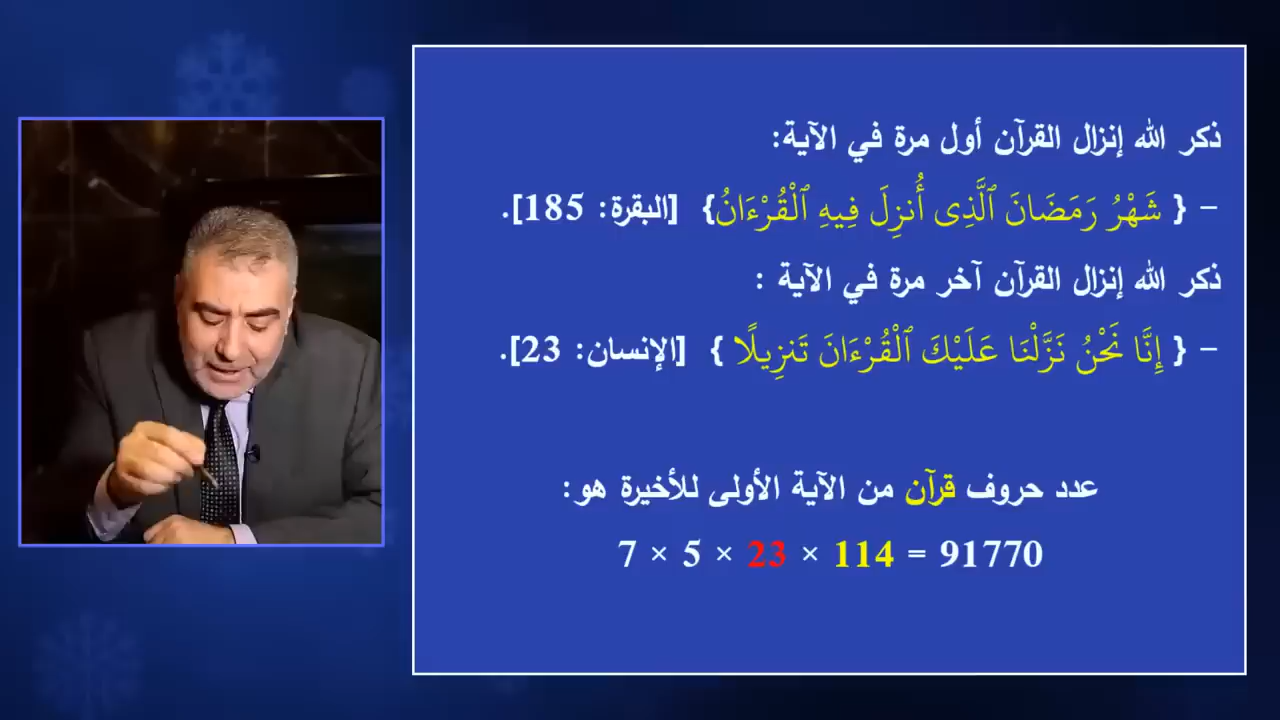 ذكر الله إنزال القرآن أول مرة في الآية:
– { شَهْرُ رَمَضَانَ ٱلَّذِى أُنزِلَ فِيهِ ٱلْقُرْءَانُ} [البقرة: 185].
ذكر الله إنزال القرآن آخر مرة في الآية :
– { إِنَّا نَحْنُ نَزَّلْنَا عَلَيْكَ ٱلْقُرْءَانَ تَنزِيلًا } [الإنسان: 23].
عدد حروف قرآن من الآية الأولى للأخيرة هو:
7 × 5 × 23 × 114 = 91770